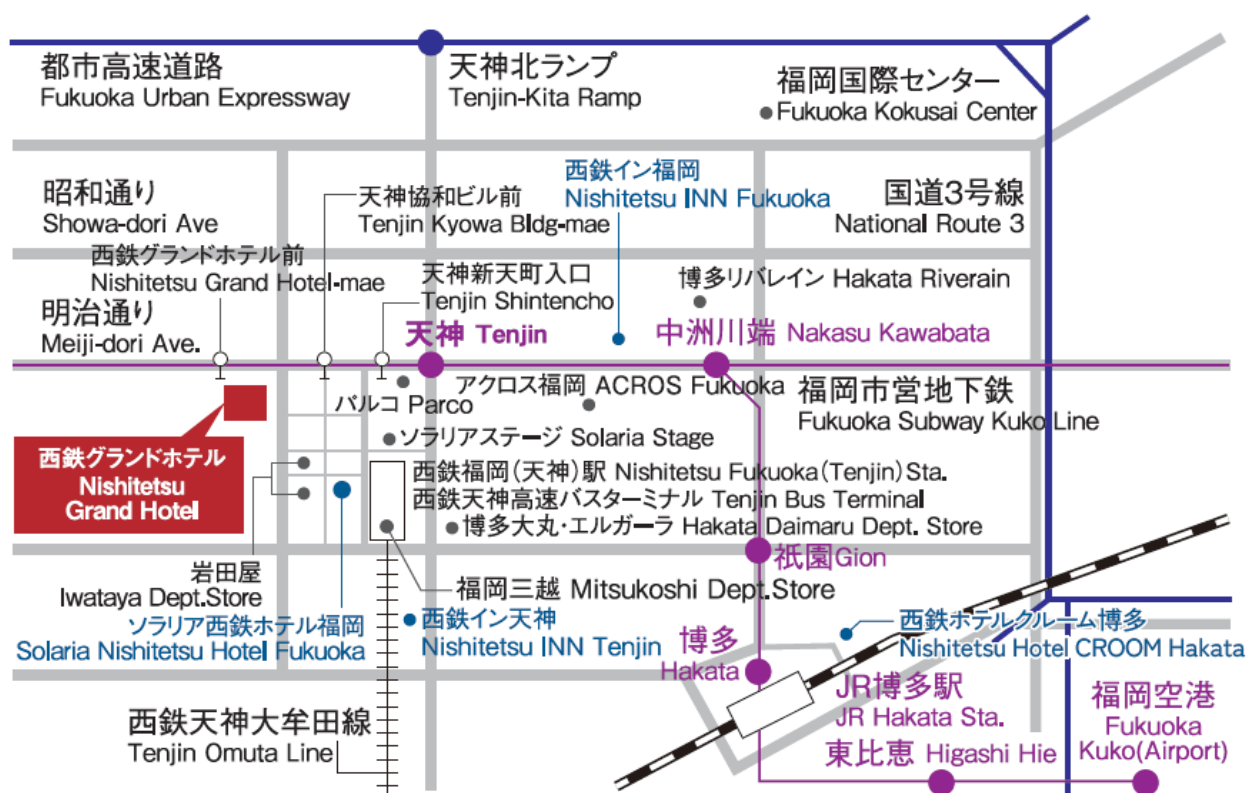 都市高速道路
Fukuoka Urban Expressway
天神北ランプ
Tenjin-Kita Ramp
福岡国際センター
Fukuoka Kokusai Center
昭和通り
Showa-dori Ave
天神協和ビル前
Tenjin Kyowa Bldg-mae
西鉄イン福岡
Nishitetsu INN Fukuoka
国道3号線
National Route 3
西鉄グランドホテル前
Nishitetsu Grand Hotel-mae
天神新天町入口
Tenjin Shintencho
博多リバレイン Hakata Riverain
明治通り
Meiji-dori Ave.
天神 Tenjin
中洲川端 Nakasu Kawabata
パルコ Parco
アクロス福岡 ACROS Fukuoka
福岡市営地下鉄
Fukuoka Subway Kuko Line
ソラリアステージ Solaria Stage
西鉄グランドホテル
Nishitetsu
Grand Hotel
西鉄福岡(天神)駅 Nishitetsu Fukuoka(Tenjin)Sta.
西鉄天神高速バスターミナル Tenjin Bus Terminal
博多大丸・エルガーラ Hakata Daimaru Dept. Store
祇園Gion
岩田屋
Iwataya Dept.Store
福岡三越 Mitsukoshi Dept.Store
ソラリア西鉄ホテル福岡
Solaria Nishitetsu Hotel Fukuoka
西鉄イン天神
Nishitetsu INN Tenjin
博多
Hakata
西鉄ホテルクルーム博多
Nishitetsu Hotel CROOM Hakata
JR博多駅
JR Hakata Sta.
福岡空港
Fukuoka
Kuko(Airport)
西鉄天神大牟田線
Tenjin Omuta Line
東比恵 Higashi Hie